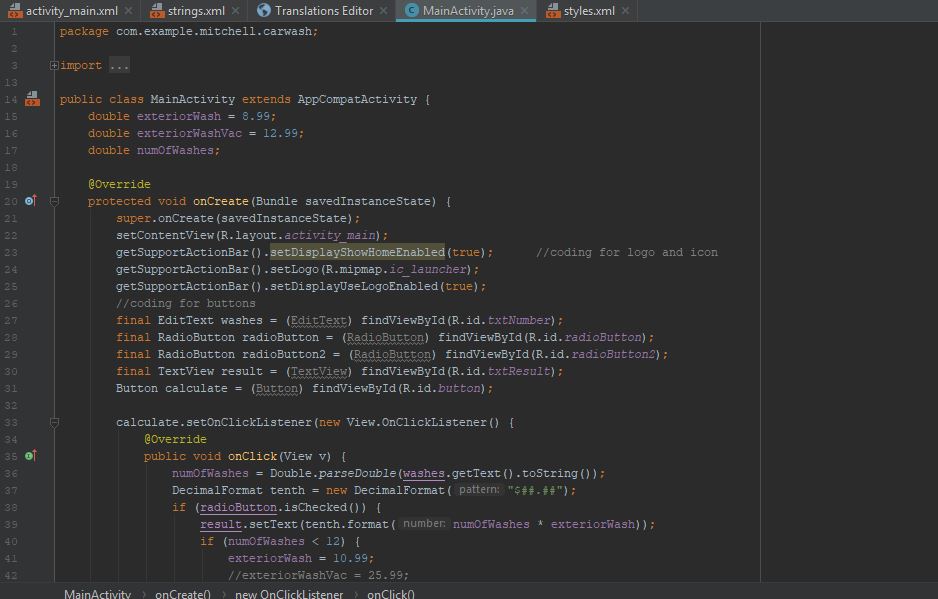 activity_main.xml × strings.xml × Translations Editor × MainActivity.java × styles.xml ×
1 package com.example.mitchell.carwash;
2
3 import ...
13
14 public class MainActivity extends AppCompatActivity {
15 double exteriorWash = 8.99;
16 double exteriorWashVac = 12.99;
17 double numOfWashes;
18
19 @Override
20 protected void onCreate(Bundle savedInstanceState) {
21 super.onCreate(savedInstanceState);
22 setContentView(R.layout.activity_main);
23 getSupportActionBar().setDisplayShowHomeEnabled(true); //coding for logo and icon
24 getSupportActionBar().setLogo(R.mipmap.ic_launcher);
25 getSupportActionBar().setDisplayUseLogoEnabled(true);
26 //coding for buttons
27 final EditText washes = (EditText) findViewById(R.id.txtNumber);
28 final RadioButton radioButton = (RadioButton) findViewById(R.id.radioButton);
29 final RadioButton radioButton2 = (RadioButton) findViewById(R.id.radioButton2);
30 final TextView result = (TextView) findViewById(R.id.txtResult);
31 Button calculate = (Button) findViewById(R.id.button);
32
33 calculate.setOnClickListener(new View.OnClickListener() {
34 @Override
35 public void onClick(View v) {
36 numOfWashes = Double.parseDouble(washes.getText().toString());
37 DecimalFormat tenth = new DecimalFormat( pattern: "$##.##");
38 if (radioButton.isChecked()) {
39 result.setText(tenth.format( number: numOfWashes * exteriorWash));
40 if (numOfWashes < 12) {
41 exteriorWash = 10.99;
42 //exteriorWashVac = 25.99;
MainActivity › onCreate() › new OnClickListener › onClick()